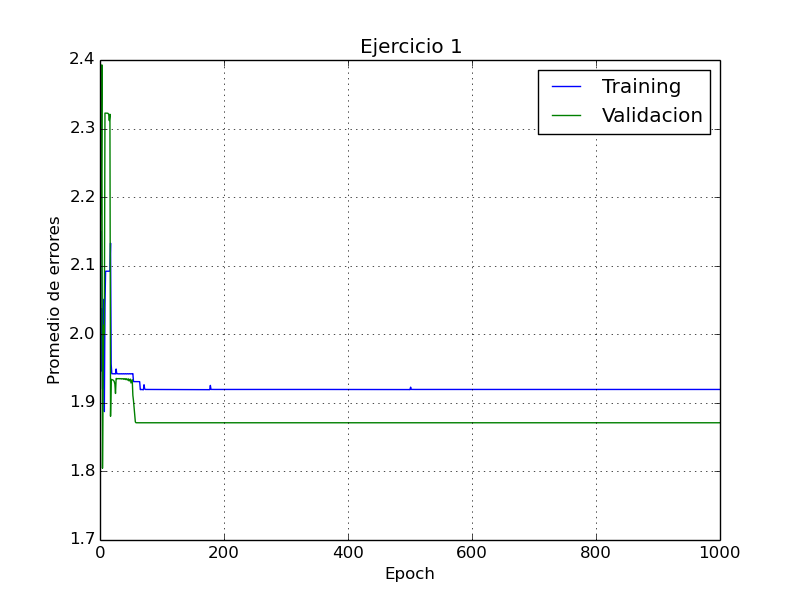 Ejercicio 1
Training
Validacion
Promedio de errores
2.4
2.3
2.2
2.1
2.0
1.9
1.8
1.7
0 200 400 600 800 1000
Epoch